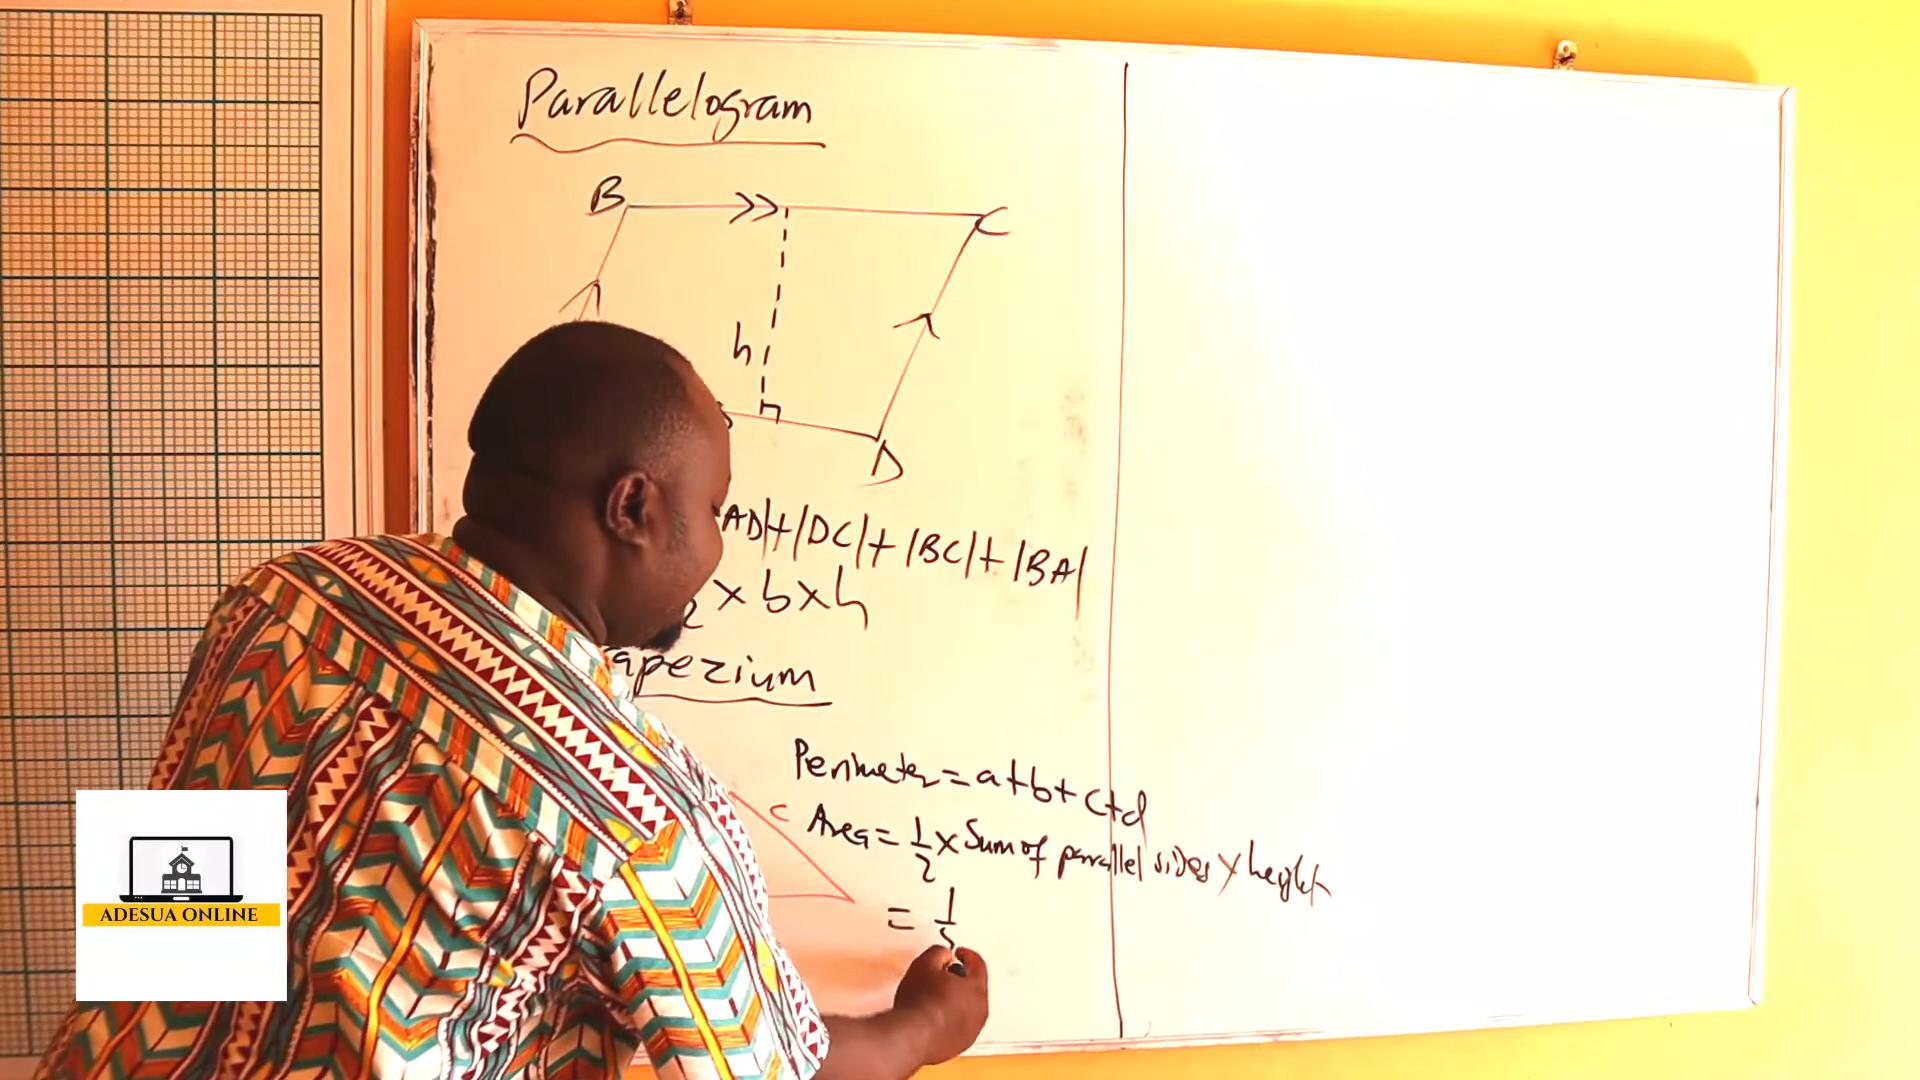 Parallelogram
B
C
h
D
AD|+|DC|+|BC|+|BA|
2 x b x h
apezium
Perimeter = a+b+c+d
c
Area = 1/2 x Sum of parallel sides x height
= 1
ADESUA ONLINE